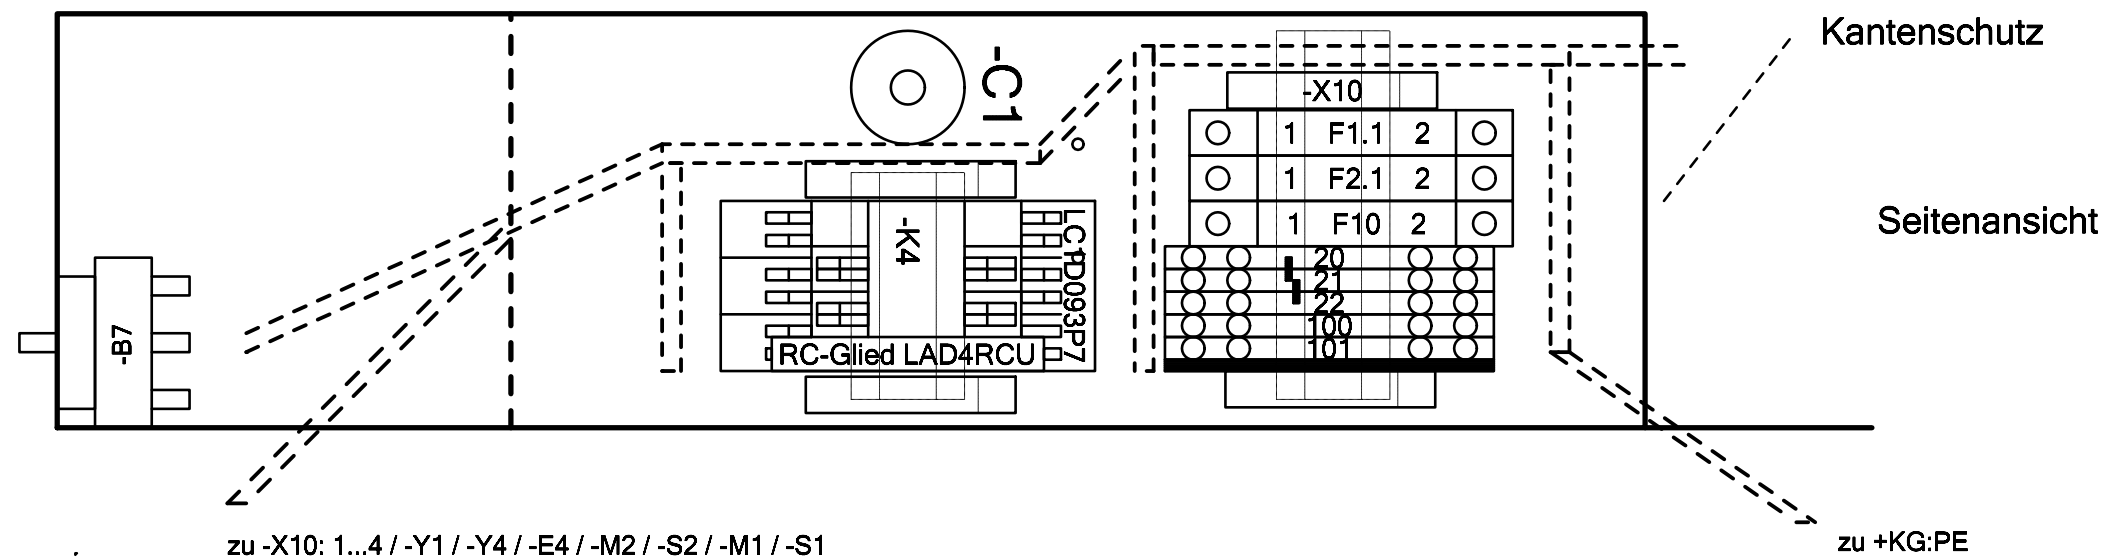 Kantenschutz
-C1
-X10
1 F1.1 2
1 F2.1 2
1 F10 2
Seitenansicht
-K4
LC1D093P7
20
21
22
100
101
-B7
RC-Glied LAD4RCU
zu -X10: 1...4 / -Y1 / -Y4 / -E4 / -M2 / -S2 / -M1 / -S1
zu +KG:PE